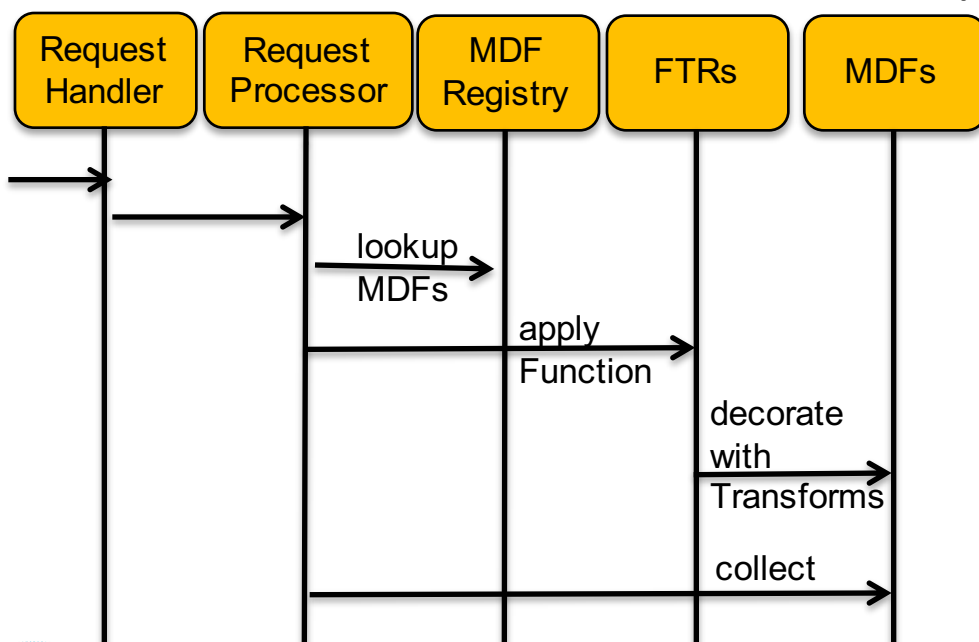 Request
Handler
Request
Processor
MDF
Registry
FTRs
MDFs
lookup
MDFs
apply
Function
decorate
with
Transforms
collect